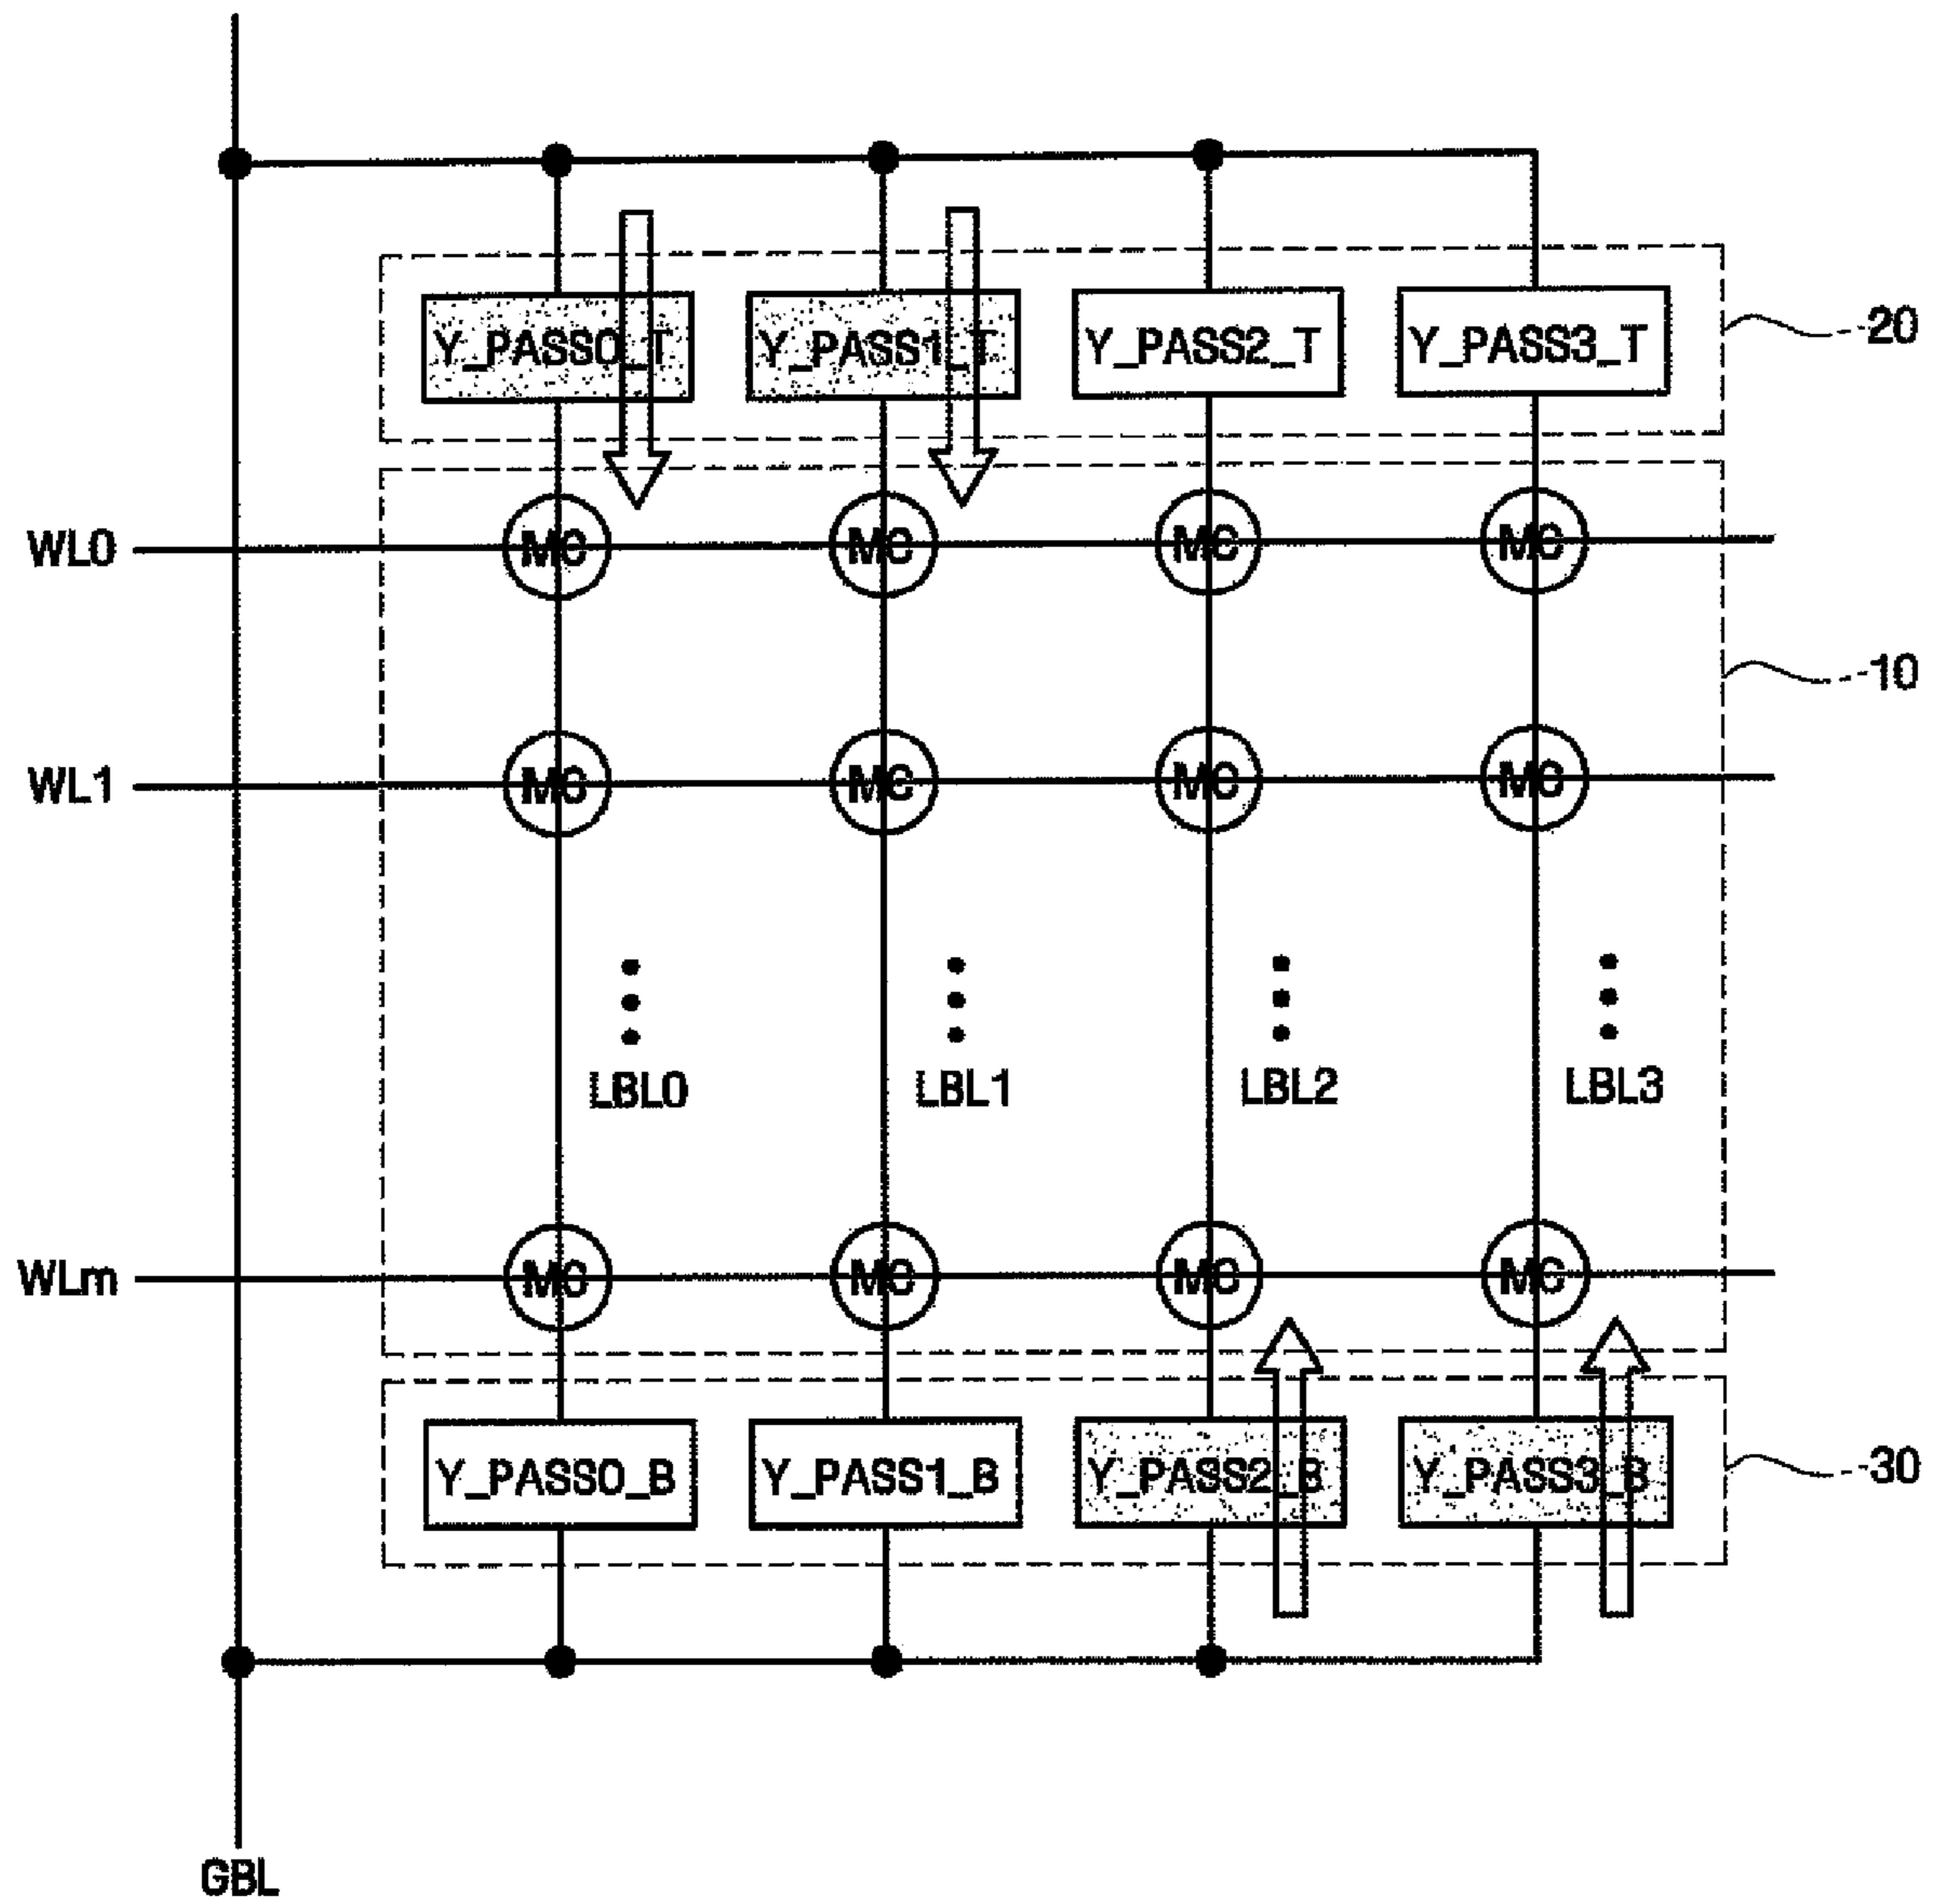 Y_PASS0_T Y_PASS1_T Y_PASS2_T Y_PASS3_T 20
WL0 MC MC MC MC
10
WL1 MC MC MC MC
LBL0 LBL1 LBL2 LBL3
WLm MC MC MC MC
Y_PASS0_B Y_PASS1_B Y_PASS2_B Y_PASS3_B 30
GBL